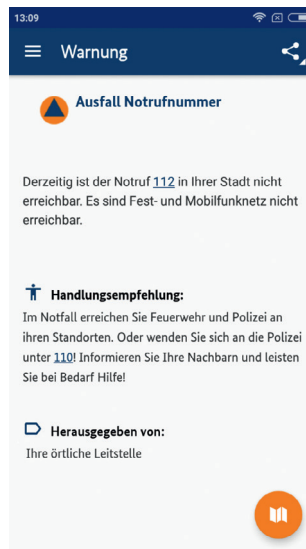 13:09
Warnung
Ausfall Notrufnummer
Derzeitig ist der Notruf 112 in Ihrer Stadt nicht
erreichbar. Es sind Fest- und Mobilfunknetz nicht
erreichbar.
Handlungsempfehlung:
Im Notfall erreichen Sie Feuerwehr und Polizei an
ihren Standorten. Oder wenden Sie sich an die Polizei
unter 110! Informieren Sie Ihre Nachbarn und leisten
Sie bei Bedarf Hilfe!
Herausgegeben von:
Ihre örtliche Leitstelle